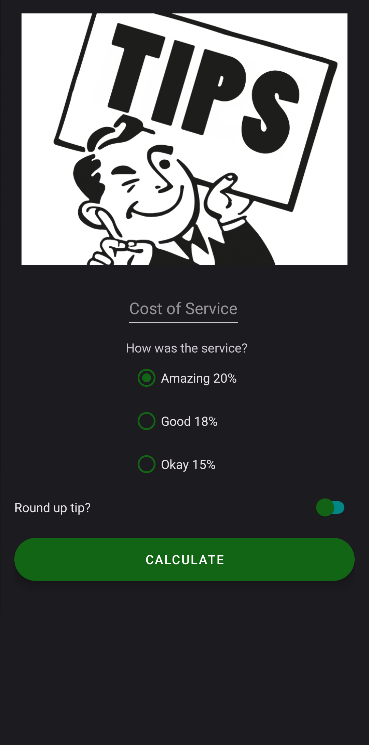 TIPS
Cost of Service
How was the service?
Amazing 20%
Good 18%
Okay 15%
Round up tip?
CALCULATE